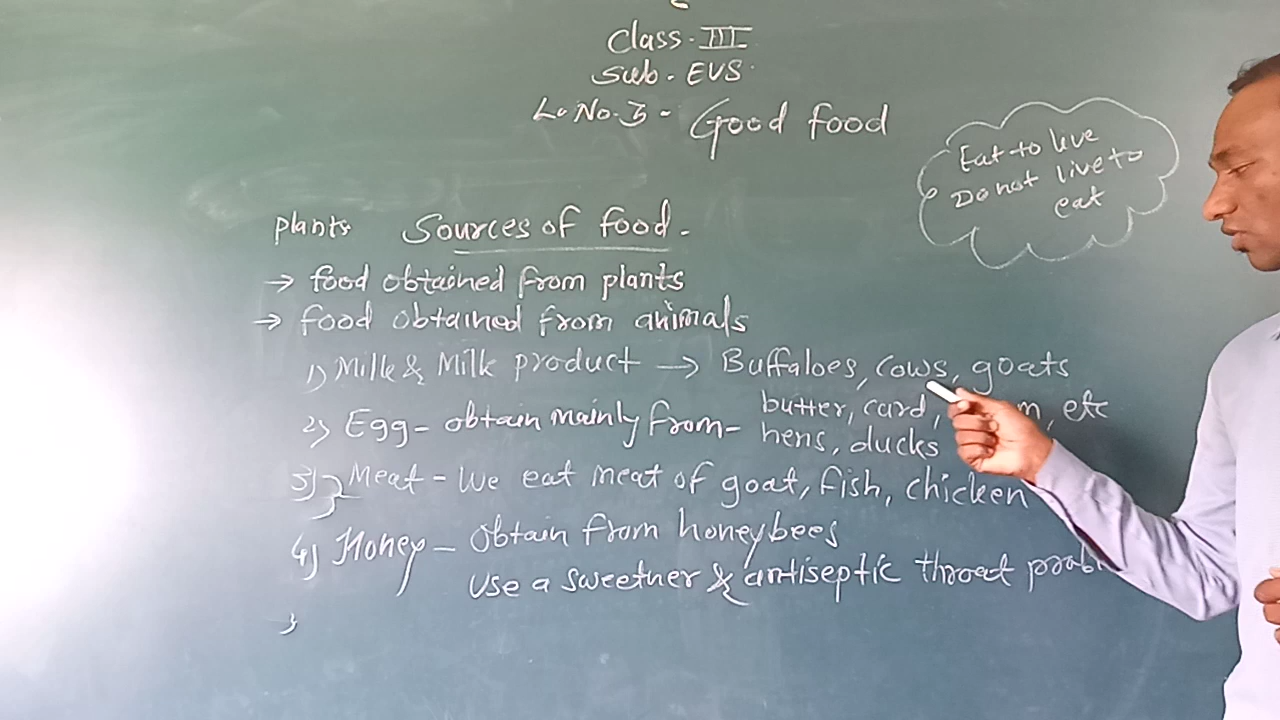 Class. III
Sub. EVS.
L. No. 3 - Good food
Eat to live
Do not live to
eat
plants Sources of food.
→ food obtained from plants
→ food obtained from animals
1) Milk & Milk product → Buffaloes, cows, goats
butter, curd, etc
2) Egg - obtain mainly from - hens, ducks
3) Meat - We eat meat of goat, fish, chicken
4) Honey - obtain from honeybees
Use a sweetner & antiseptic throat